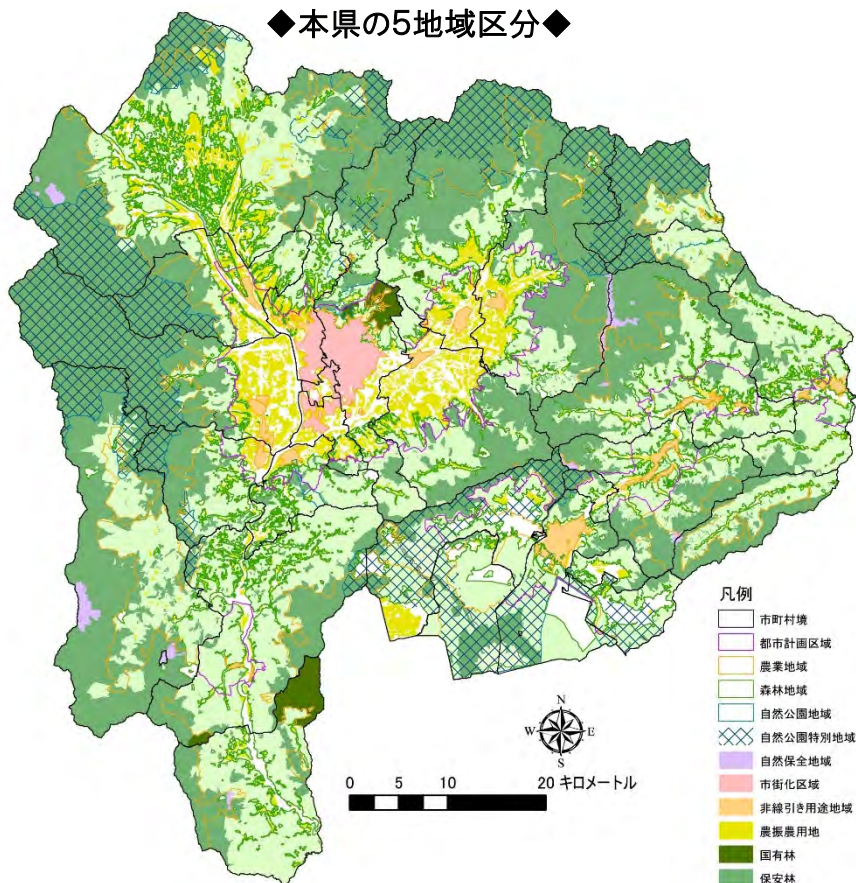 ◆本県の5地域区分◆
凡例
市町村境
都市計画区域
農業地域
森林地域
自然公園地域
自然公園特別地域
自然保全地域
市街化区域
非線引き用途地域
農振農用地
国有林
保安林
N
W E
S
0 5 10 20 キロメートル